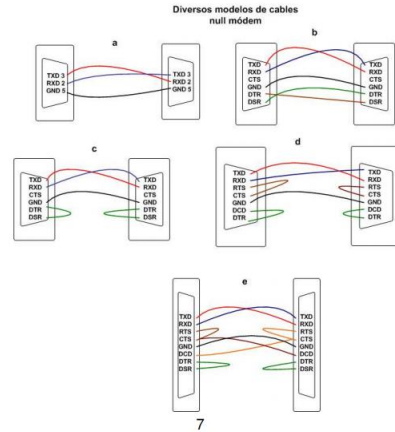 Diversos modelos de cables
null módem
a
TXD 3
RXD 2
GND 5
TXD 3
RXD 2
GND 5
b
TXD
RXD
CTS
GND
DTR
DSR
TXD
RXD
CTS
GND
DTR
DSR
c
TXD
RXD
CTS
GND
DTR
DSR
TXD
RXD
CTS
GND
DTR
DSR
d
TXD
RXD
RTS
CTS
GND
DCD
DTR
TXD
RXD
RTS
CTS
GND
DCD
DTR
e
TXD
RXD
RTS
CTS
GND
DCD
DTR
DSR
TXD
RXD
RTS
CTS
GND
DCD
DTR
DSR
7